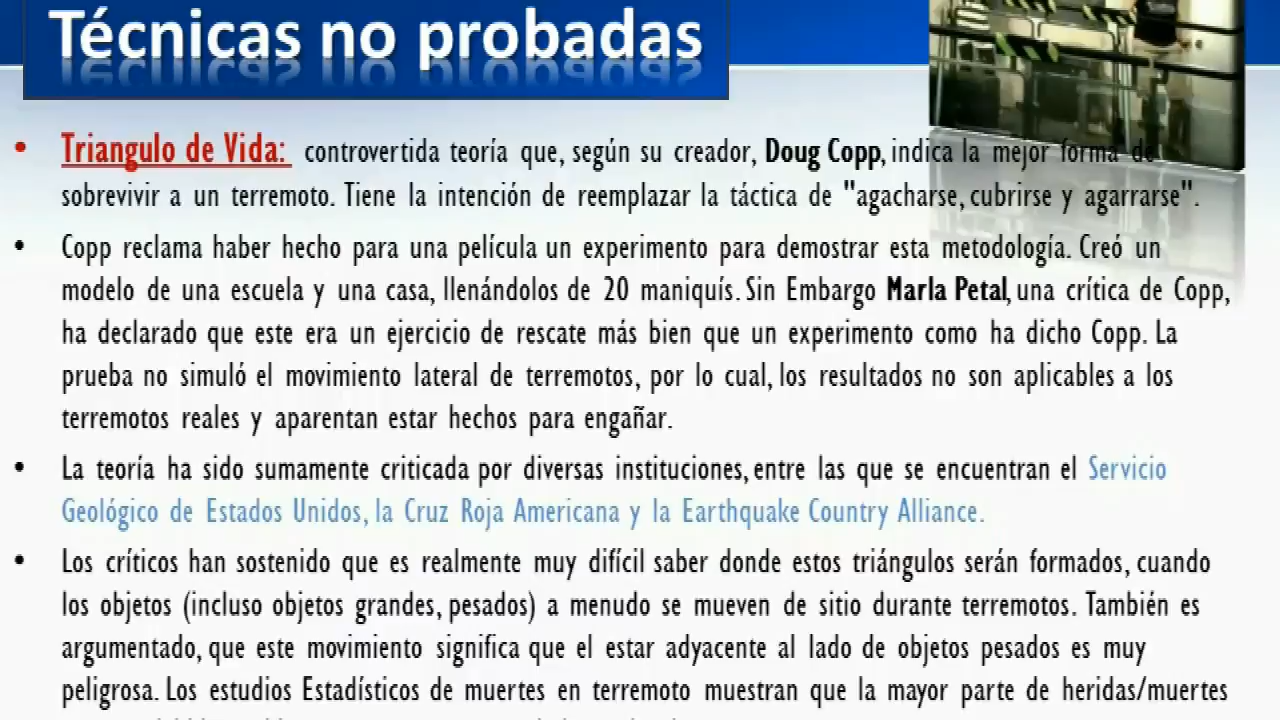 Técnicas no probadas
• Triangulo de Vida: controvertida teoría que, según su creador, Doug Copp, indica la mejor forma de
sobrevivir a un terremoto. Tiene la intención de reemplazar la táctica de "agacharse, cubrirse y agarrarse".
• Copp reclama haber hecho para una película un experimento para demostrar esta metodología. Creó un
modelo de una escuela y una casa, llenándolos de 20 maniquís. Sin Embargo Marla Petal, una crítica de Copp,
ha declarado que este era un ejercicio de rescate más bien que un experimento como ha dicho Copp. La
prueba no simuló el movimiento lateral de terremotos, por lo cual, los resultados no son aplicables a los
terremotos reales y aparentan estar hechos para engañar.
• La teoría ha sido sumamente criticada por diversas instituciones, entre las que se encuentran el Servicio
Geológico de Estados Unidos, la Cruz Roja Americana y la Earthquake Country Alliance.
• Los críticos han sostenido que es realmente muy difícil saber donde estos triángulos serán formados, cuando
los objetos (incluso objetos grandes, pesados) a menudo se mueven de sitio durante terremotos. También es
argumentado, que este movimiento significa que el estar adyacente al lado de objetos pesados es muy
peligrosa. Los estudios Estadísticos de muertes en terremoto muestran que la mayor parte de heridas/muertes